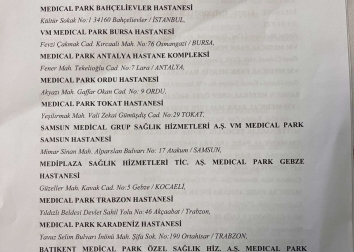 MEDICAL PARK BAHÇELİEVLER HASTANESİ
Kültür Sokak No:1 34160 Bahçelievler / İSTANBUL,
VM MEDICAL PARK BURSA HASTANESİ
Fevzi Çakmak Cad. Kırcaali Mah. No:76 Osmangazi / BURSA,
MEDICAL PARK ANTALYA HASTANE KOMPLEKSİ
Fener Mah. Tekelioğlu Cad. No:7 Lara / ANTALYA,
MEDICAL PARK ORDU HASTANESİ
Akyazı Mah. Gaffar Okan Cad. No: 9 ORDU,
MEDICAL PARK TOKAT HASTANESİ
Yeşilırmak Mah. Vali Zekai Gümüşdiş Cad. No:29 TOKAT,
SAMSUN MEDICAL GRUP SAĞLIK HİZMETLERİ A.Ş. VM MEDICAL PARK
SAMSUN HASTANESİ
Mimar Sinan Mah. Alparslan Bulvarı No: 17 Atakum / SAMSUN,
MEDİPLAZA SAĞLIK HİZMETLERİ TİC. AŞ. MEDICAL PARK GEBZE
HASTANESİ
Güzeller Mah. Kavak Cad. No:5 Gebze / KOCAELİ,
MEDICAL PARK TRABZON HASTANESİ
Yıldızlı Beldesi Devlet Sahil Yolu No:46 Akçaabat / Trabzon,
MEDICAL PARK KARADENİZ HASTANESİ
Yavuz Selim Bulvarı İnönü Mah. Şifa Sok. No:190 Ortahisar / TRABZON,
BATIKENT MEDICAL PARK ÖZEL SAĞLIK HİZ. A.Ş. MEDICAL PARK